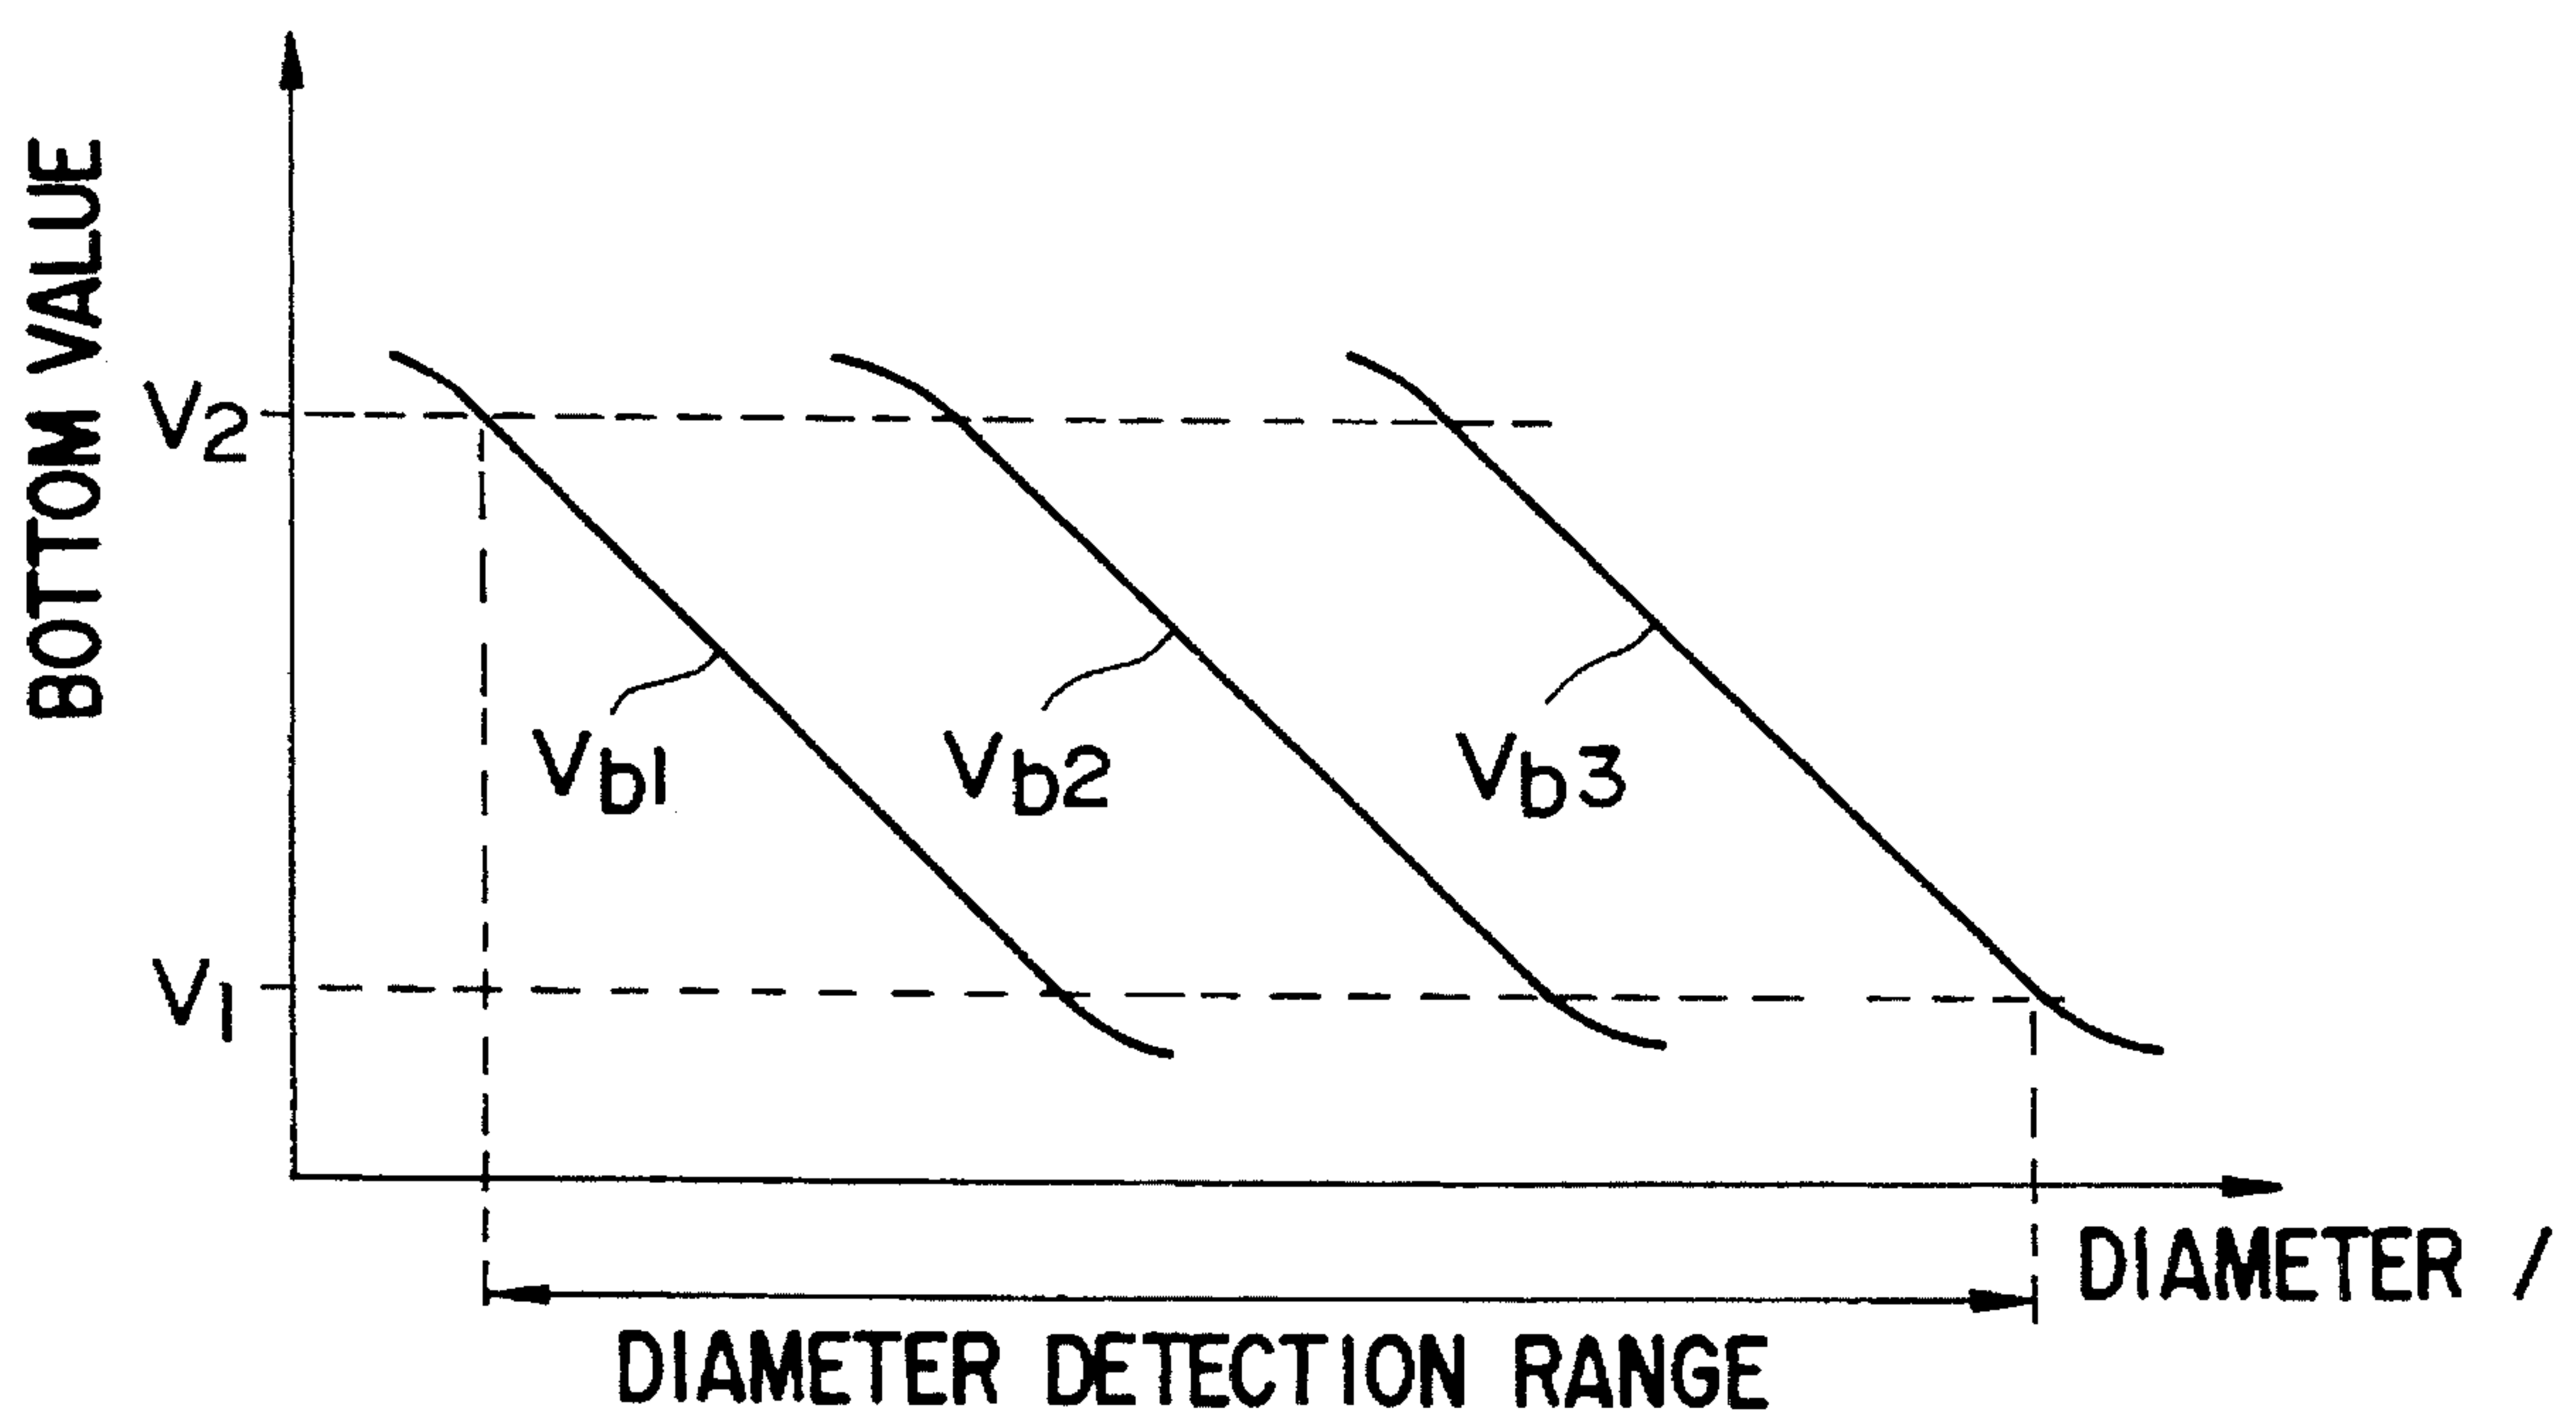 BOTTOM VALUE
V2
Vb1
Vb2
Vb3
V1
DIAMETER /
DIAMETER DETECTION RANGE